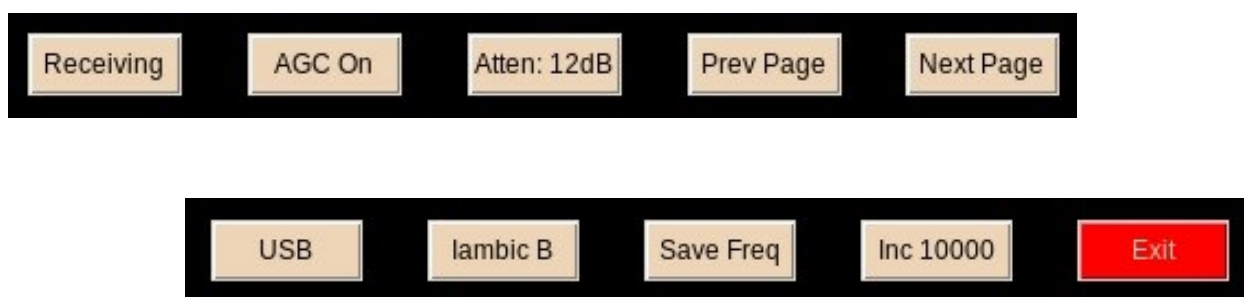 Receiving AGC On Atten: 12dB Prev Page Next Page
USB Iambic B Save Freq Inc 10000 Exit